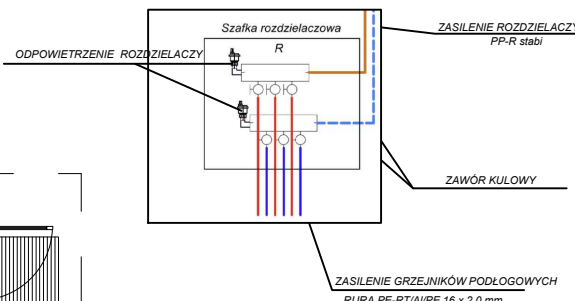 Szafka rozdzielaczowa
R
ZASILENIE ROZDZIELACZY
PP-R stabi
ODPOWIETRZENIE ROZDZIELACZY
ZAWÓR KULOWY
ZASILENIE GRZEJNIKÓW PODŁOGOWYCH
RURA PE-RT/Al/PE 16 x 2,0 mm